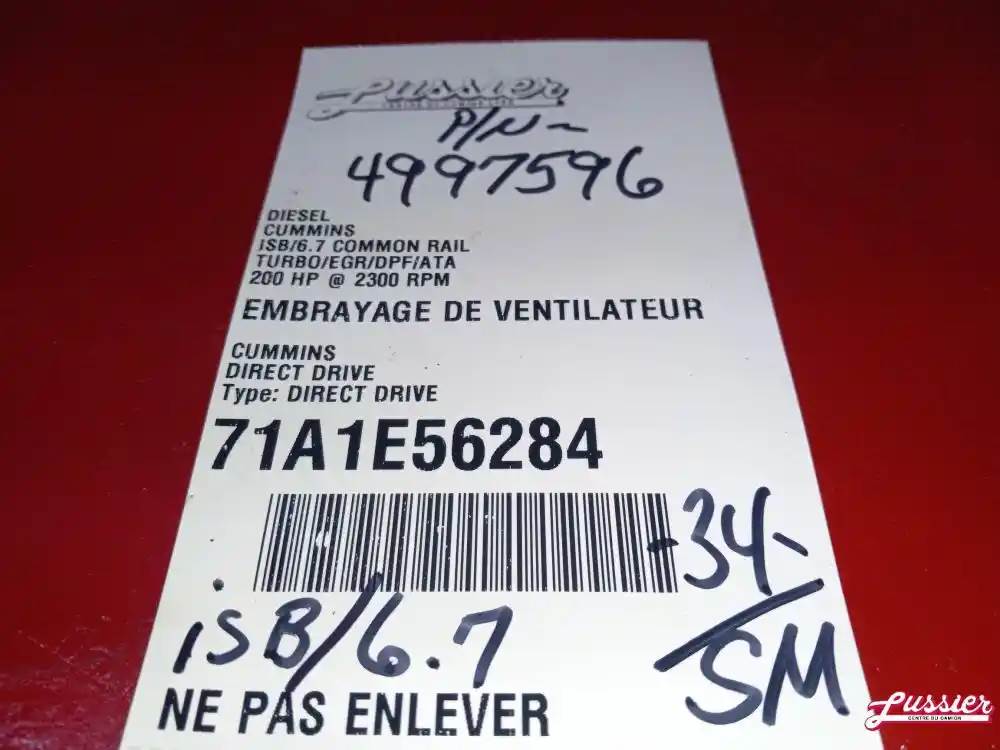 Lussier
P/N~
4997596
DIESEL
CUMMINS
ISB/6.7 COMMON RAIL
TURBO/EGR/DPF/ATA
200 HP @ 2300 RPM
EMBRAYAGE DE VENTILATEUR
CUMMINS
DIRECT DRIVE
Type: DIRECT DRIVE
71A1E56284
-34-
SM
isB/6.7
NE PAS ENLEVER
Lussier
CENTRE DU CAMION